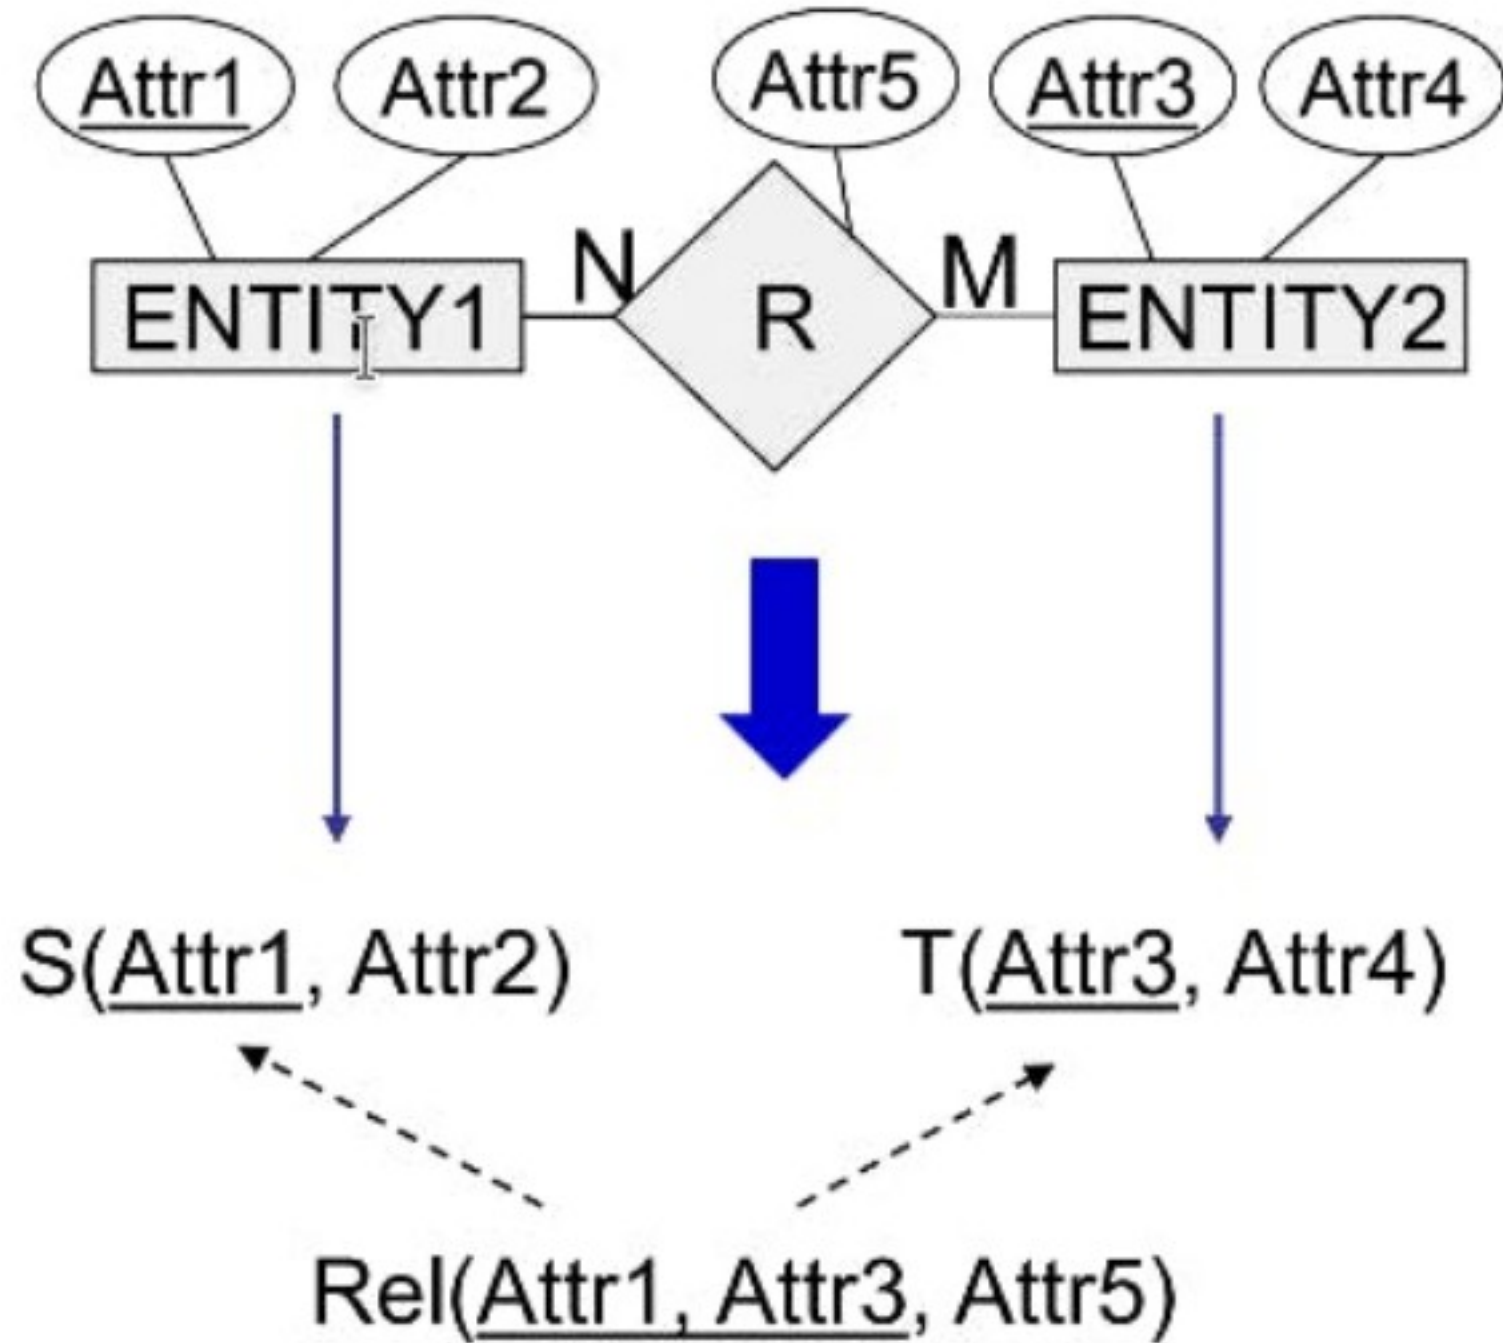 Attr1 Attr2 Attr5 Attr3 Attr4
N M
ENTITY1 R ENTITY2
S(Attr1, Attr2) T(Attr3, Attr4)
Rel(Attr1, Attr3, Attr5)